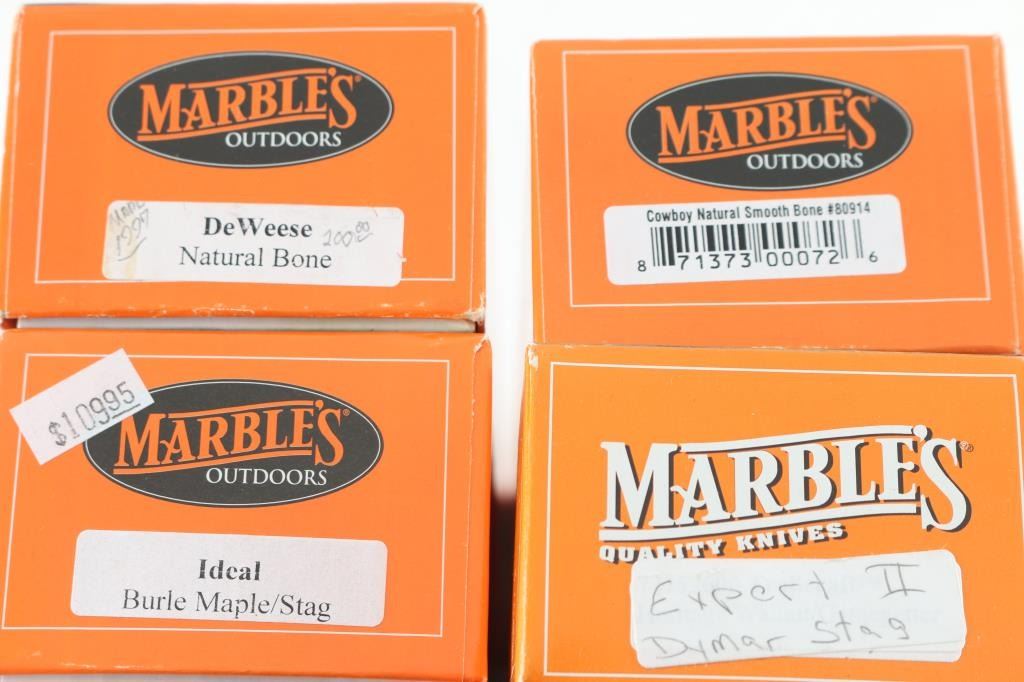 MARBLE'S®
OUTDOORS
DeWeese
200.00
Natural Bone
MARBLE'S®
OUTDOORS
Cowboy Natural Smooth Bone #80914
8 71373 00072 6
$109.95
MARBLE'S®
OUTDOORS
Ideal
Burle Maple/Stag
MARBLE'S®
QUALITY KNIVES
Expert II
Dymar Stag